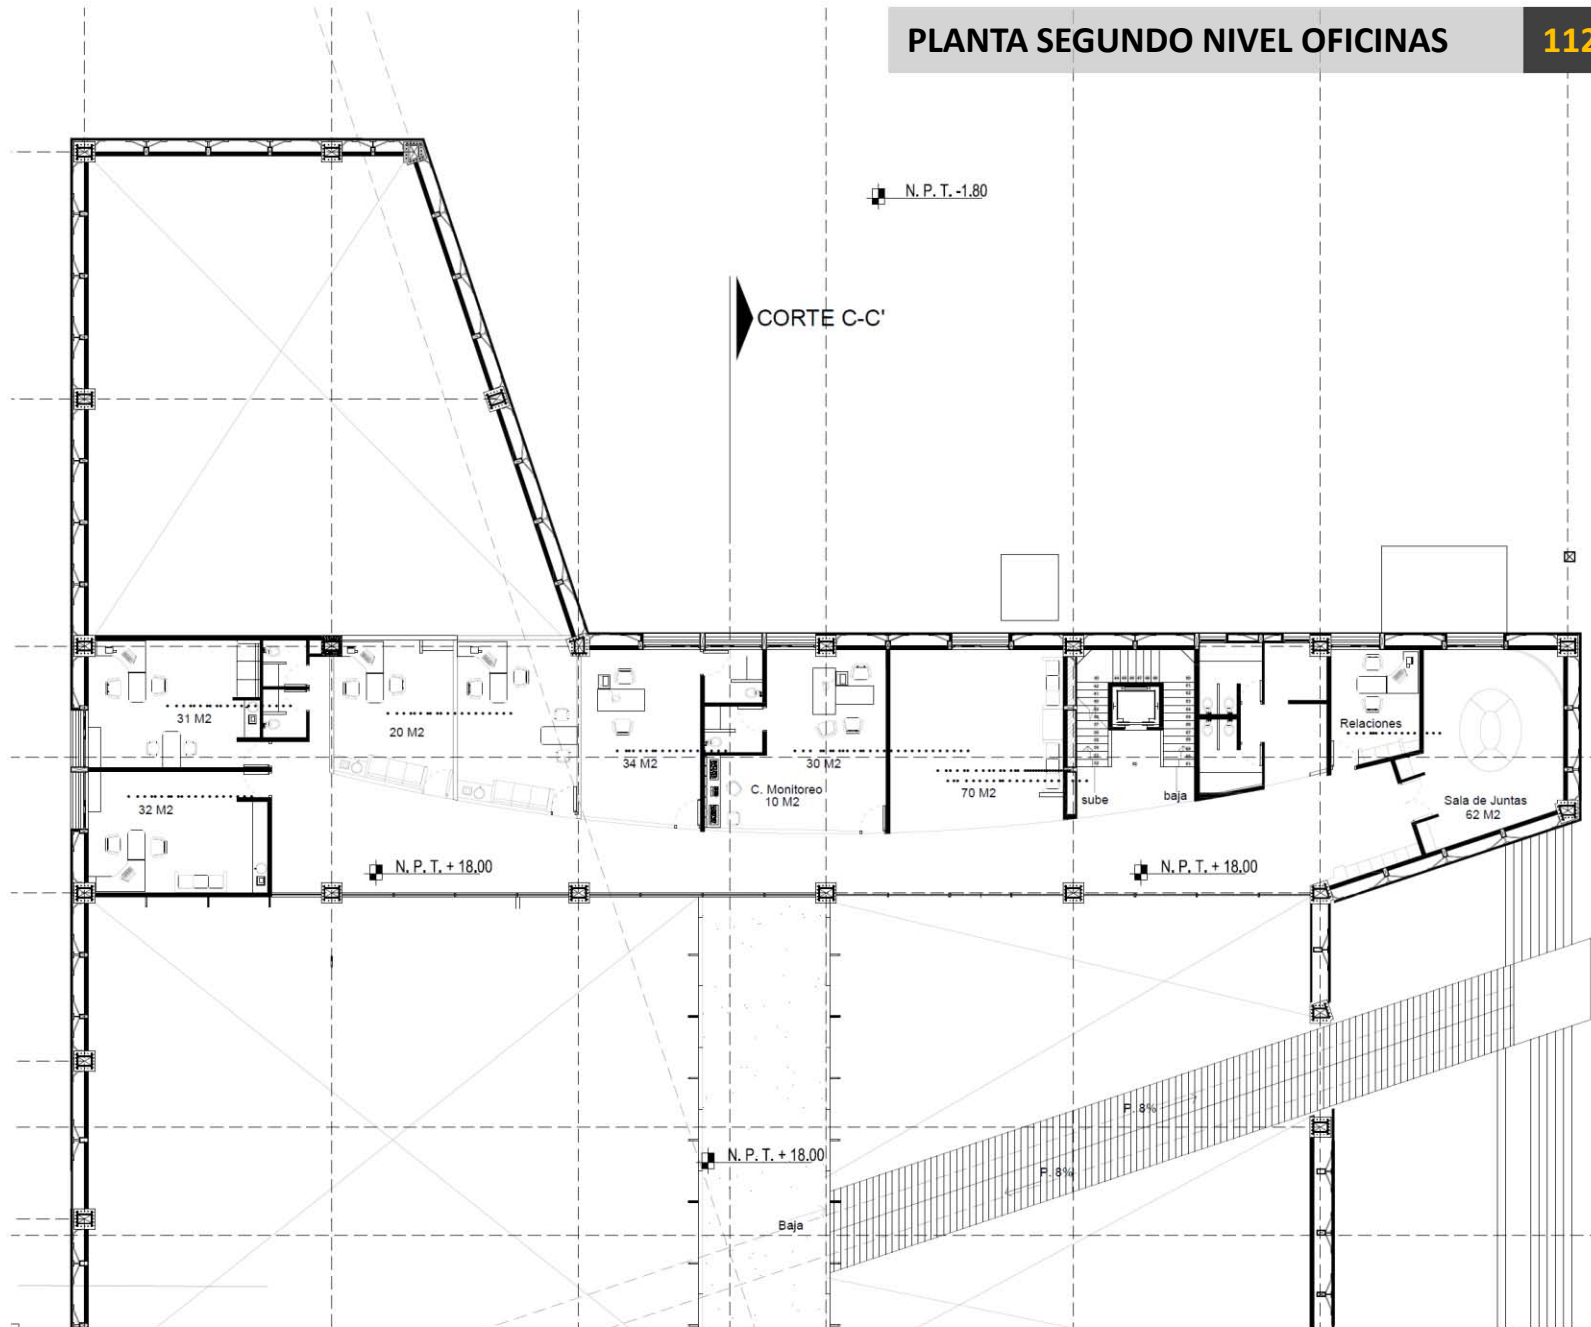 PLANTA SEGUNDO NIVEL OFICINAS
112
N. P. T. -1.80
CORTE C-C'
31 M2
20 M2
34 M2
30 M2
C. Monitoreo
10 M2
70 M2
sube
baja
Relaciones
Sala de Juntas
62 M2
32 M2
N. P. T. + 18.00
N. P. T. + 18.00
P. 8%
N. P. T. + 18.00
P. 8%
Baja